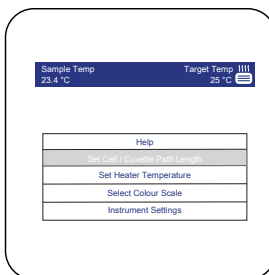 Sample Temp Target Temp
23.4 °C 25 °C
Help
Set Cell / Cuvette Path Length
Set Heater Temperature
Select Colour Scale
Instrument Settings